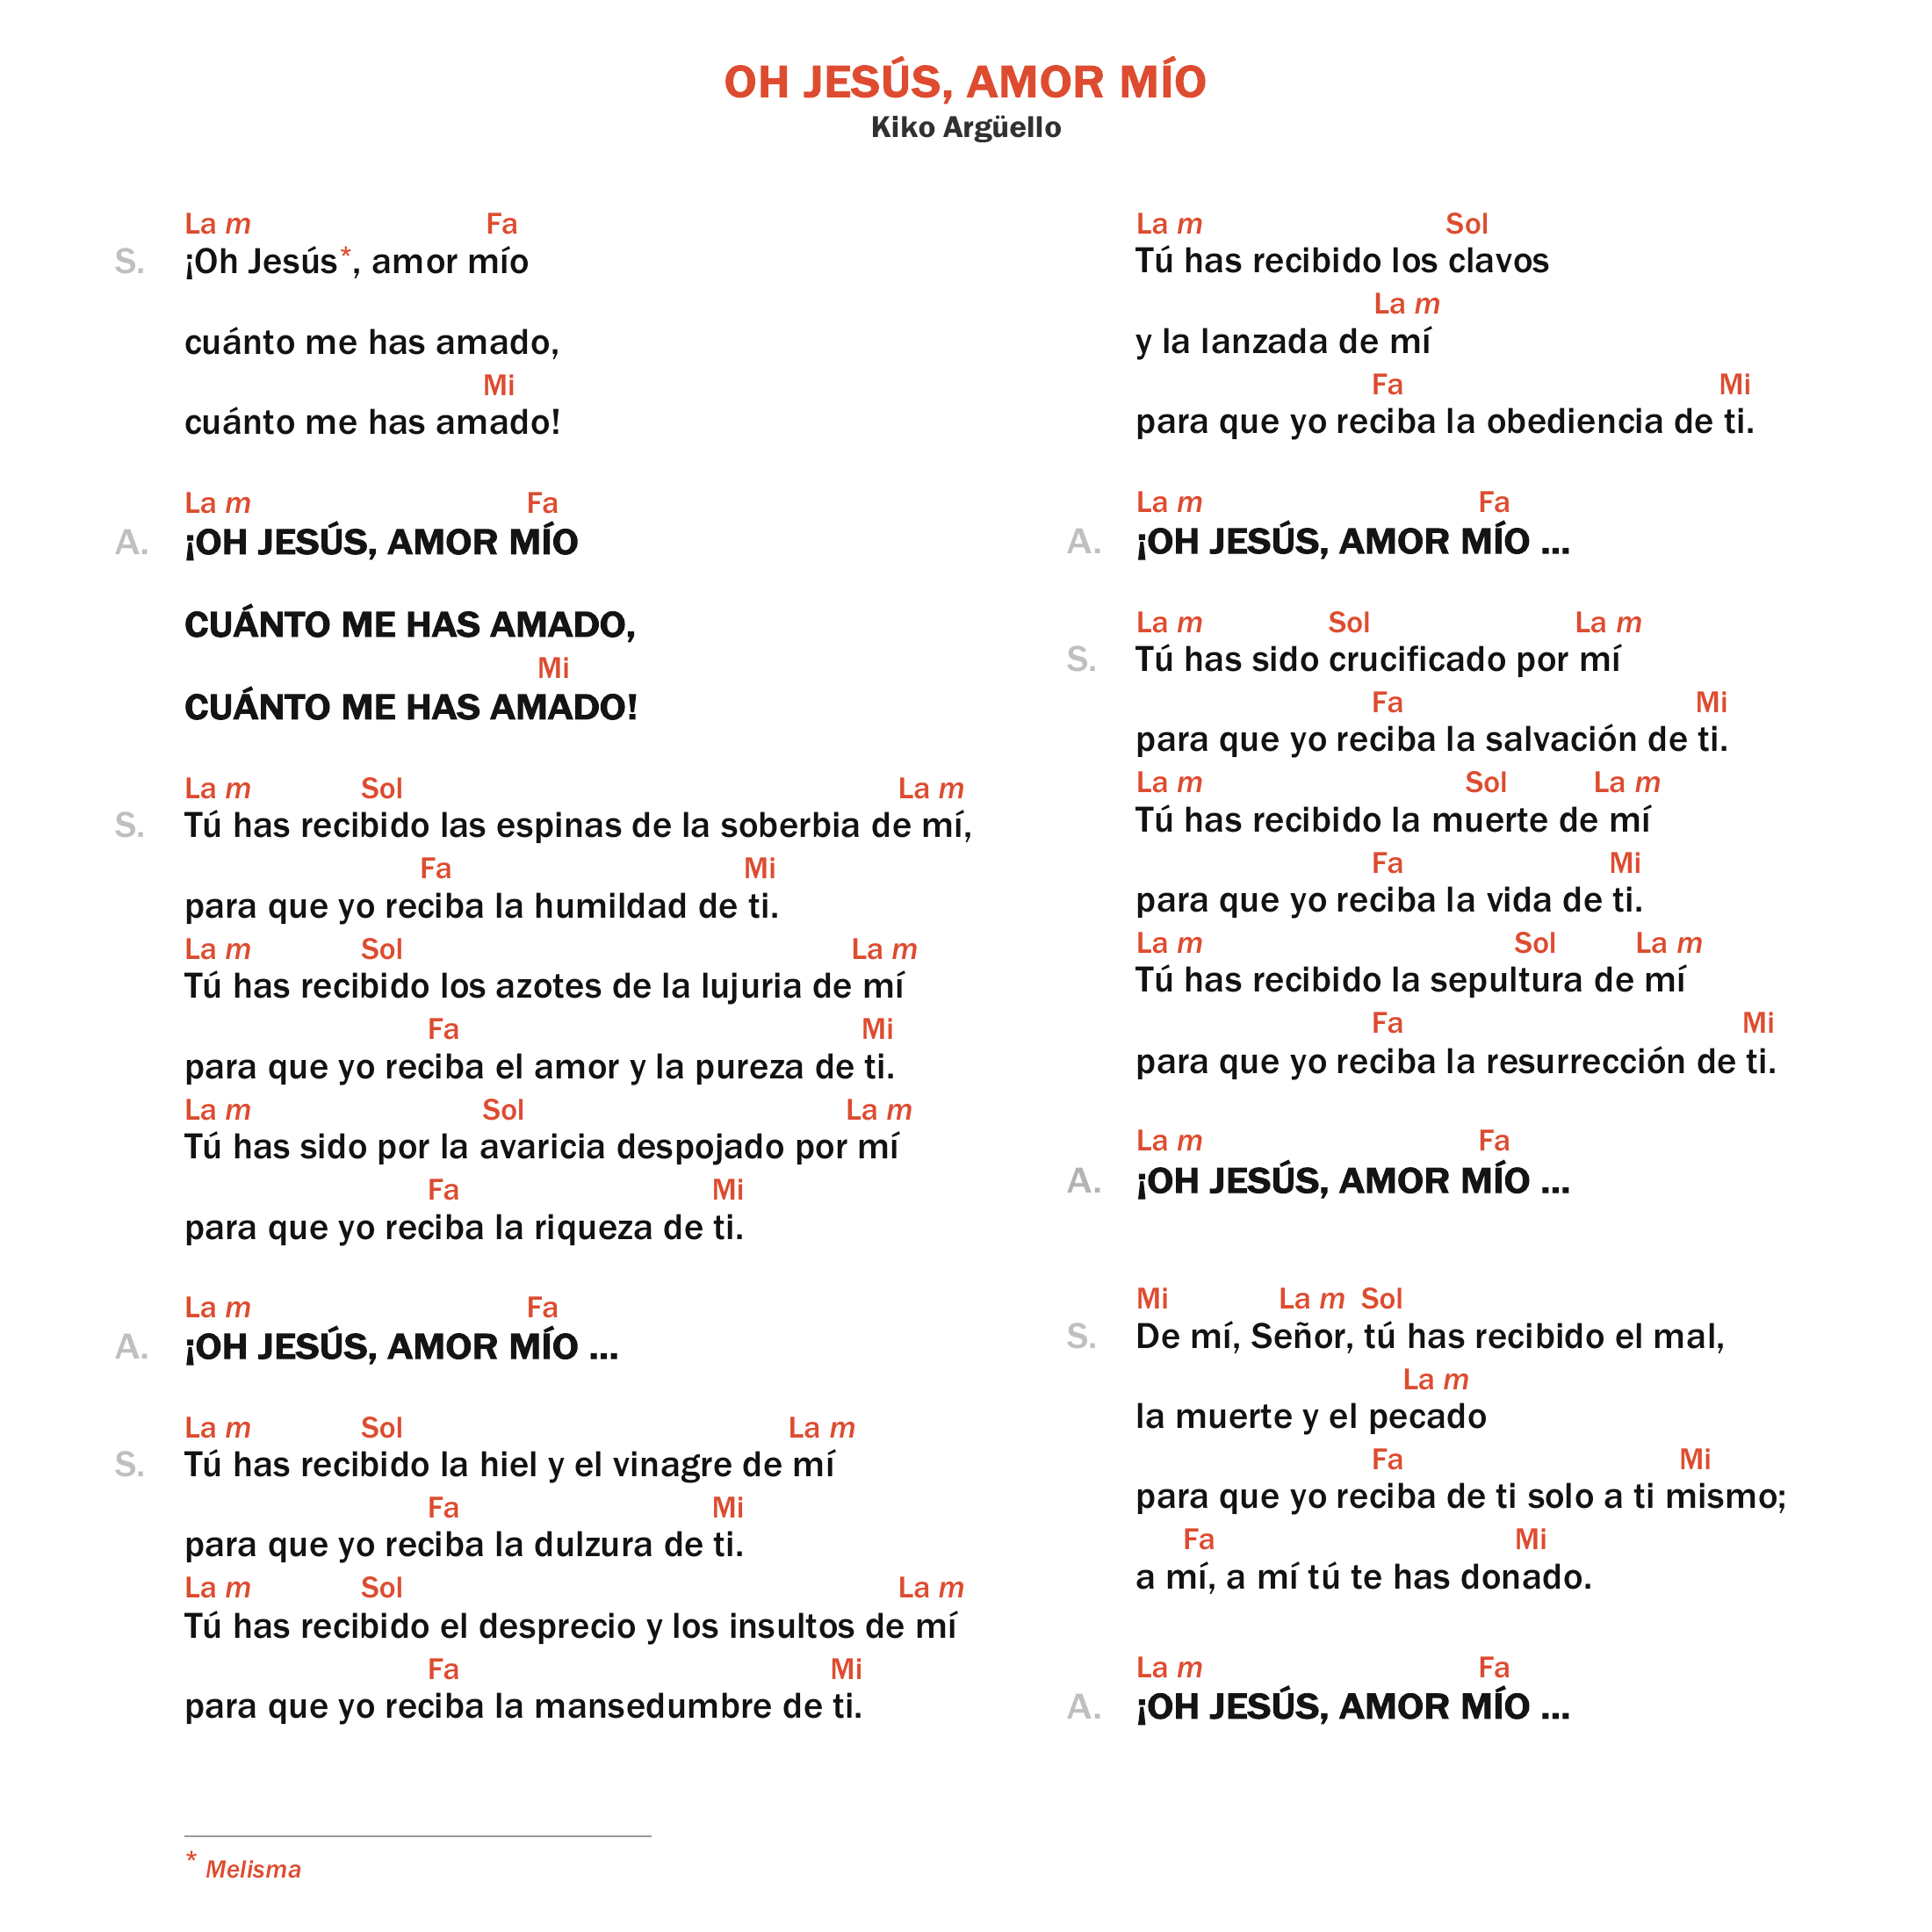 OH JESÚS, AMOR MÍO
Kiko Argüello
La m Fa
S. ¡Oh Jesús*, amor mío
cuánto me has amado,
Mi
cuánto me has amado!
La m Fa
A. ¡OH JESÚS, AMOR MÍO
CUÁNTO ME HAS AMADO,
Mi
CUÁNTO ME HAS AMADO!
La m Sol La m
S. Tú has recibido las espinas de la soberbia de mí,
Fa Mi
para que yo reciba la humildad de ti.
La m Sol La m
Tú has recibido los azotes de la lujuria de mí
Fa Mi
para que yo reciba el amor y la pureza de ti.
La m Sol La m
Tú has sido por la avaricia despojado por mí
Fa Mi
para que yo reciba la riqueza de ti.
La m Fa
A. ¡OH JESÚS, AMOR MÍO ...
La m Sol La m
S. Tú has recibido la hiel y el vinagre de mí
Fa Mi
para que yo reciba la dulzura de ti.
La m Sol La m
Tú has recibido el desprecio y los insultos de mí
Fa Mi
para que yo reciba la mansedumbre de ti.
La m Sol
Tú has recibido los clavos
La m
y la lanzada de mí
Fa Mi
para que yo reciba la obediencia de ti.
La m Fa
A. ¡OH JESÚS, AMOR MÍO ...
La m Sol La m
S. Tú has sido crucificado por mí
Fa Mi
para que yo reciba la salvación de ti.
La m Sol La m
Tú has recibido la muerte de mí
Fa Mi
para que yo reciba la vida de ti.
La m Sol La m
Tú has recibido la sepultura de mí
Fa Mi
para que yo reciba la resurrección de ti.
La m Fa
A. ¡OH JESÚS, AMOR MÍO ...
Mi La m Sol
S. De mí, Señor, tú has recibido el mal,
La m
la muerte y el pecado
Fa Mi
para que yo reciba de ti solo a ti mismo;
Fa Mi
a mí, a mí tú te has donado.
La m Fa
A. ¡OH JESÚS, AMOR MÍO ...
* Melisma